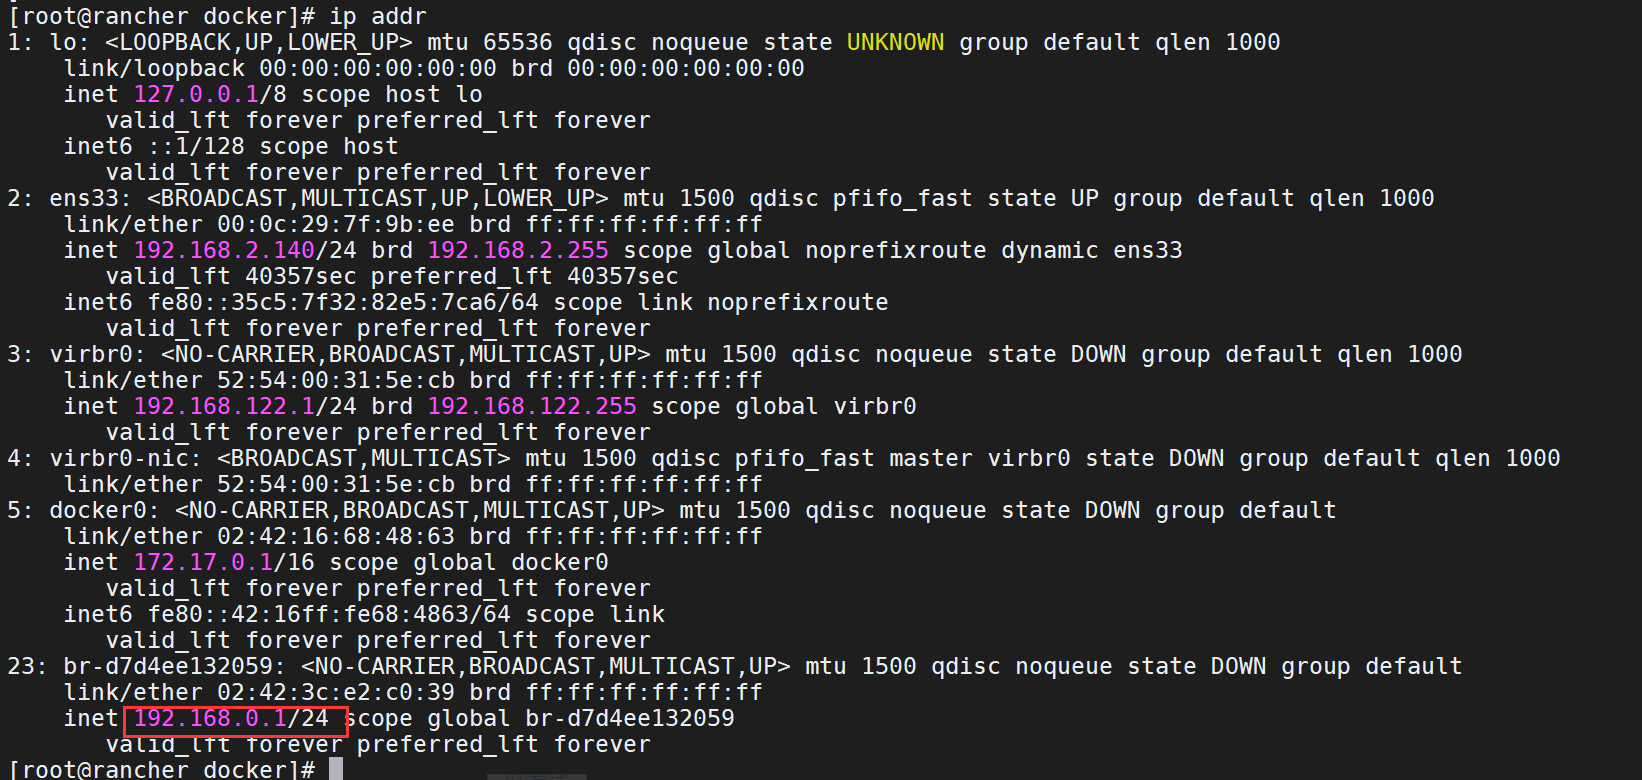 [root@rancher docker]# ip addr
1: lo: <LOOPBACK,UP,LOWER_UP> mtu 65536 qdisc noqueue state UNKNOWN group default qlen 1000
    link/loopback 00:00:00:00:00:00 brd 00:00:00:00:00:00
    inet 127.0.0.1/8 scope host lo
       valid_lft forever preferred_lft forever
    inet6 ::1/128 scope host
       valid_lft forever preferred_lft forever
2: ens33: <BROADCAST,MULTICAST,UP,LOWER_UP> mtu 1500 qdisc pfifo_fast state UP group default qlen 1000
    link/ether 00:0c:29:7f:9b:ee brd ff:ff:ff:ff:ff:ff
    inet 192.168.2.140/24 brd 192.168.2.255 scope global noprefixroute dynamic ens33
       valid_lft 40357sec preferred_lft 40357sec
    inet6 fe80::35c5:7f32:82e5:7ca6/64 scope link noprefixroute
       valid_lft forever preferred_lft forever
3: virbr0: <NO-CARRIER,BROADCAST,MULTICAST,UP> mtu 1500 qdisc noqueue state DOWN group default qlen 1000
    link/ether 52:54:00:31:5e:cb brd ff:ff:ff:ff:ff:ff
    inet 192.168.122.1/24 brd 192.168.122.255 scope global virbr0
       valid_lft forever preferred_lft forever
4: virbr0-nic: <BROADCAST,MULTICAST> mtu 1500 qdisc pfifo_fast master virbr0 state DOWN group default qlen 1000
    link/ether 52:54:00:31:5e:cb brd ff:ff:ff:ff:ff:ff
5: docker0: <NO-CARRIER,BROADCAST,MULTICAST,UP> mtu 1500 qdisc noqueue state DOWN group default
    link/ether 02:42:16:68:48:63 brd ff:ff:ff:ff:ff:ff
    inet 172.17.0.1/16 scope global docker0
       valid_lft forever preferred_lft forever
    inet6 fe80::42:16ff:fe68:4863/64 scope link
       valid_lft forever preferred_lft forever
23: br-d7d4ee132059: <NO-CARRIER,BROADCAST,MULTICAST,UP> mtu 1500 qdisc noqueue state DOWN group default
    link/ether 02:42:3c:e2:c0:39 brd ff:ff:ff:ff:ff:ff
    inet 192.168.0.1/24 scope global br-d7d4ee132059
       valid_lft forever preferred_lft forever
[root@rancher docker]#